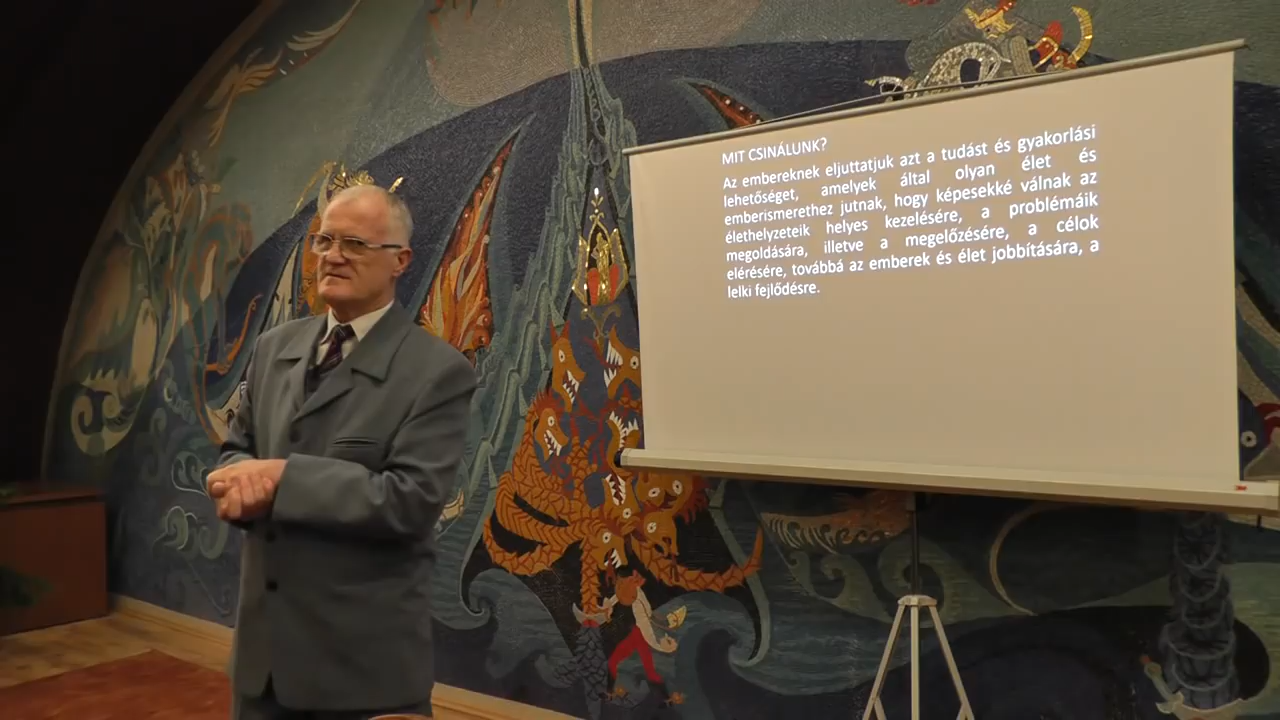 MIT CSINÁLUNK?
Az embereknek eljuttatjuk azt a tudást és gyakorlási
lehetőséget, amelyek által olyan élet és
emberismerethez jutnak, hogy képesekké válnak az
élethelyzeteik helyes kezelésére, a problémáik
megoldására, illetve a megelőzésére, a célok
elérésére, továbbá az emberek és élet jobbítására, a
lelki fejlődésre.